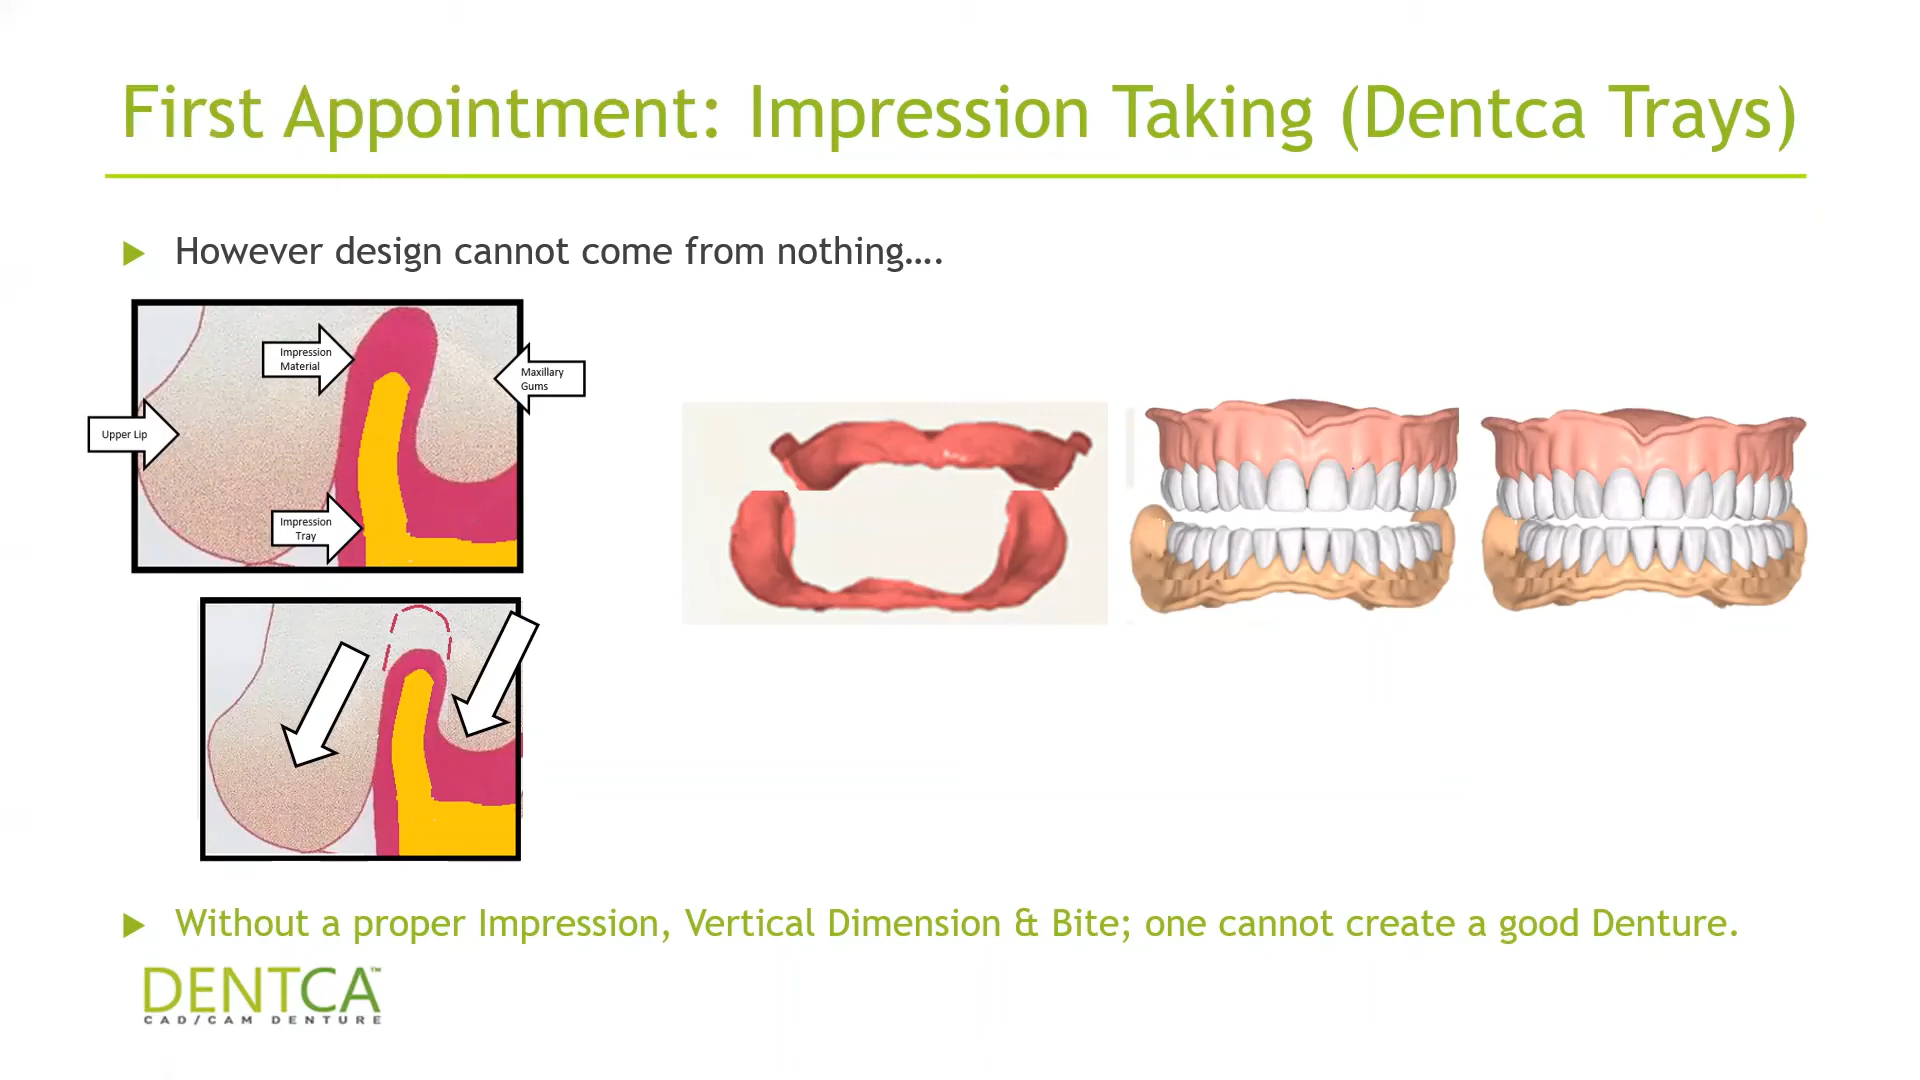 First Appointment: Impression Taking (Dentca Trays)
However design cannot come from nothing....
Impression
Material
Maxillary
Gums
Upper Lip
Impression
Tray
Without a proper Impression, Vertical Dimension & Bite; one cannot create a good Denture.
DENTCA™
CAD/CAM DENTURE